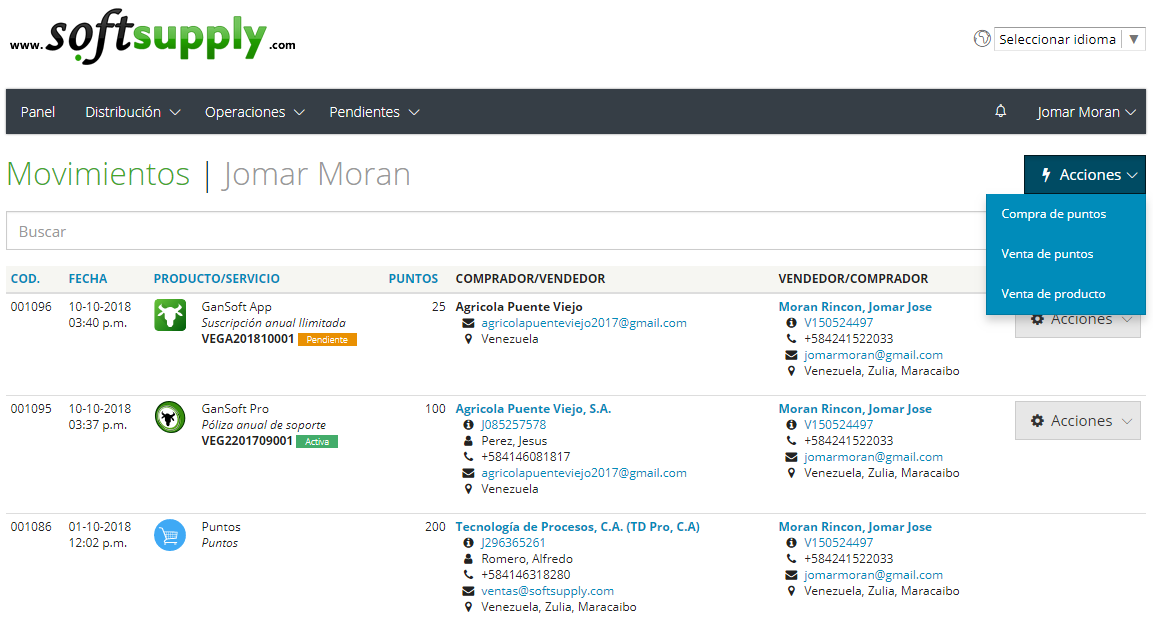 www.softsupply.com
Seleccionar idioma ▼
Panel Distribución Operaciones Pendientes Jomar Moran
Movimientos | Jomar Moran
Acciones
Compra de puntos
Venta de puntos
Venta de producto
Buscar
COD. FECHA PRODUCTO/SERVICIO PUNTOS COMPRADOR/VENDEDOR VENDEDOR/COMPRADOR
001096 10-10-2018 GanSoft App 25 Agricola Puente Viejo Moran Rincon, Jomar Jose
03:40 p.m. Suscripción anual Ilimitada agricolapuenteviejo2017@gmail.com V150524497 Acciones
VEGA201810001 Pendiente Venezuela +584241522033
jomarmoran@gmail.com
Venezuela, Zulia, Maracaibo
001095 10-10-2018 GanSoft Pro 100 Agricola Puente Viejo, S.A. Moran Rincon, Jomar Jose
03:37 p.m. Póliza anual de soporte J085257578 V150524497 Acciones
VEG2201709001 Activa Perez, Jesus +584241522033
+584146081817 jomarmoran@gmail.com
agricolapuenteviejo2017@gmail.com Venezuela, Zulia, Maracaibo
Venezuela
001086 01-10-2018 Puntos 200 Tecnología de Procesos, C.A. (TD Pro, C.A) Moran Rincon, Jomar Jose
12:02 p.m. Puntos J296365261 V150524497
Romero, Alfredo +584241522033
+584146318280 jomarmoran@gmail.com
ventas@softsupply.com Venezuela, Zulia, Maracaibo
Venezuela, Zulia, Maracaibo